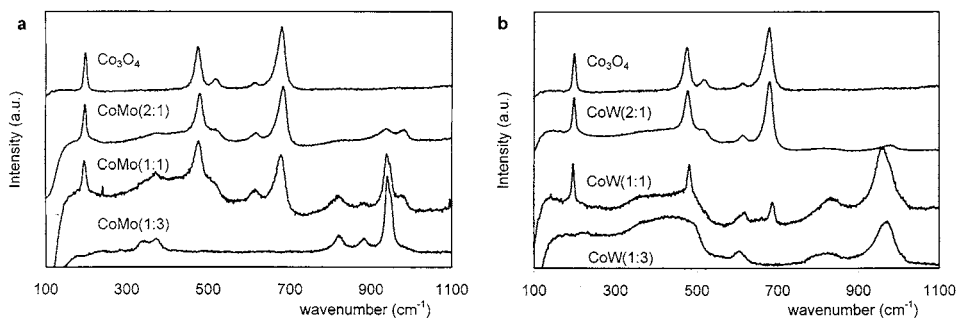 a
Intensity (a.u.)
Co₃O₄
CoMo(2:1)
CoMo(1:1)
CoMo(1:3)
100 300 500 700 900 1100
wavenumber (cm⁻¹)
b
Intensity (a.u.)
Co₃O₄
CoW(2:1)
CoW(1:1)
CoW(1:3)
100 300 500 700 900 1100
wavenumber (cm⁻¹)